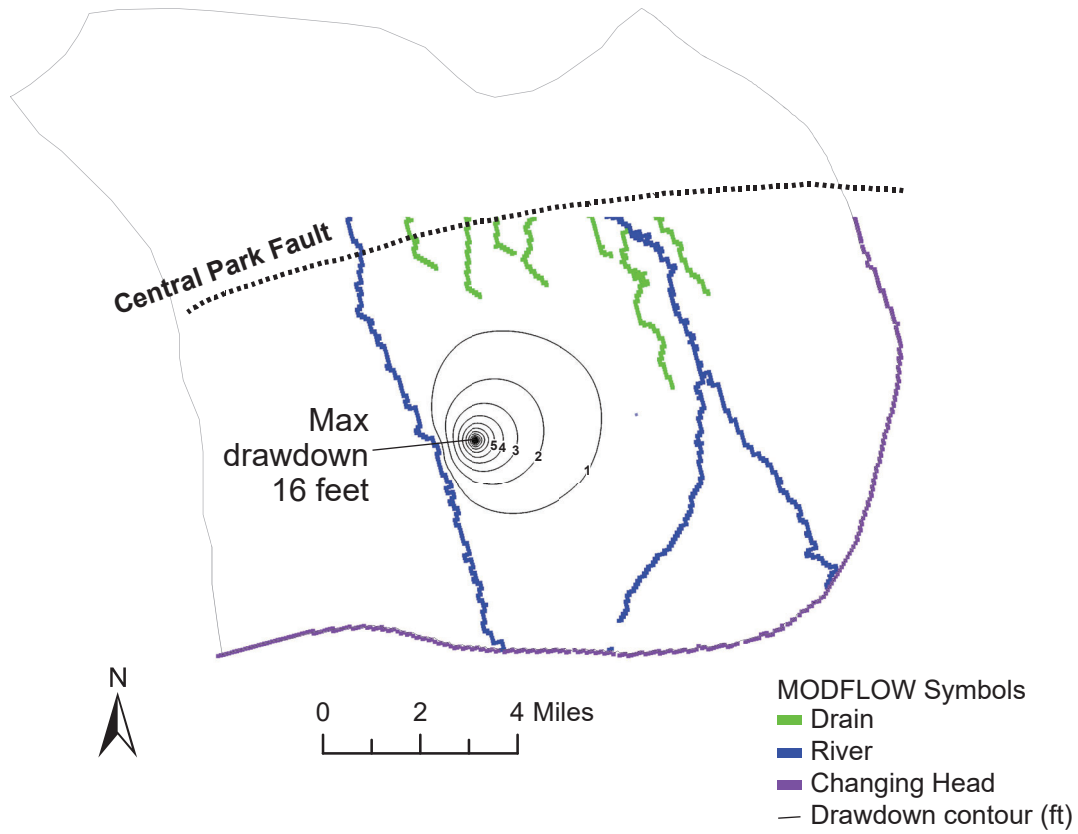 Central Park Fault
Max
drawdown
16 feet
5
4
3
2
1
N
0 2 4 Miles
MODFLOW Symbols
Drain
River
Changing Head
Drawdown contour (ft)